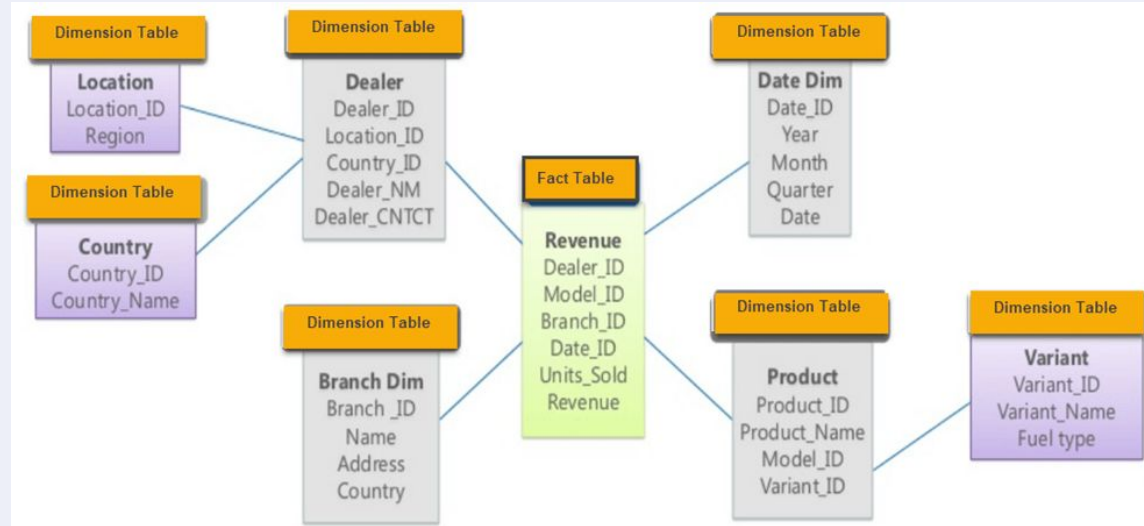 Dimension Table
Location
Location_ID
Region
Dimension Table
Country
Country_ID
Country_Name
Dimension Table
Dealer
Dealer_ID
Location_ID
Country_ID
Dealer_NM
Dealer_CNTCT
Dimension Table
Branch Dim
Branch _ID
Name
Address
Country
Fact Table
Revenue
Dealer_ID
Model_ID
Branch_ID
Date_ID
Units_Sold
Revenue
Dimension Table
Date Dim
Date_ID
Year
Month
Quarter
Date
Dimension Table
Product
Product_ID
Product_Name
Model_ID
Variant_ID
Dimension Table
Variant
Variant_ID
Variant_Name
Fuel type